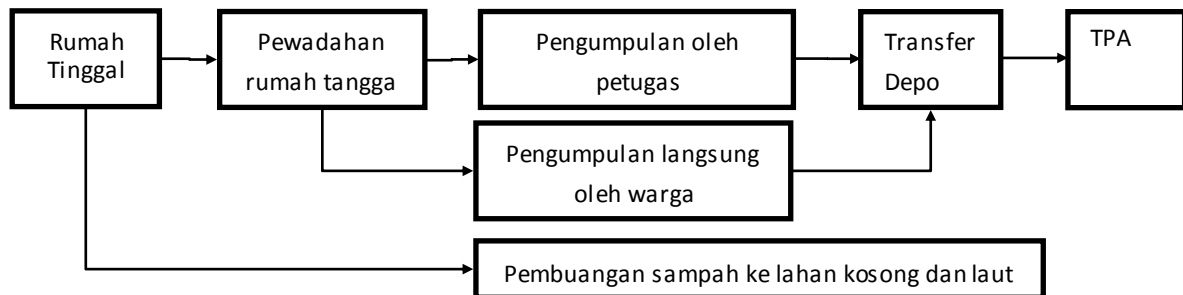 Rumah
Tinggal
Pewadahan
rumah tangga
Pengumpulan oleh
petugas
Transfer
Depo
TPA
Pengumpulan langsung
oleh warga
Pembuangan sampah ke lahan kosong dan laut